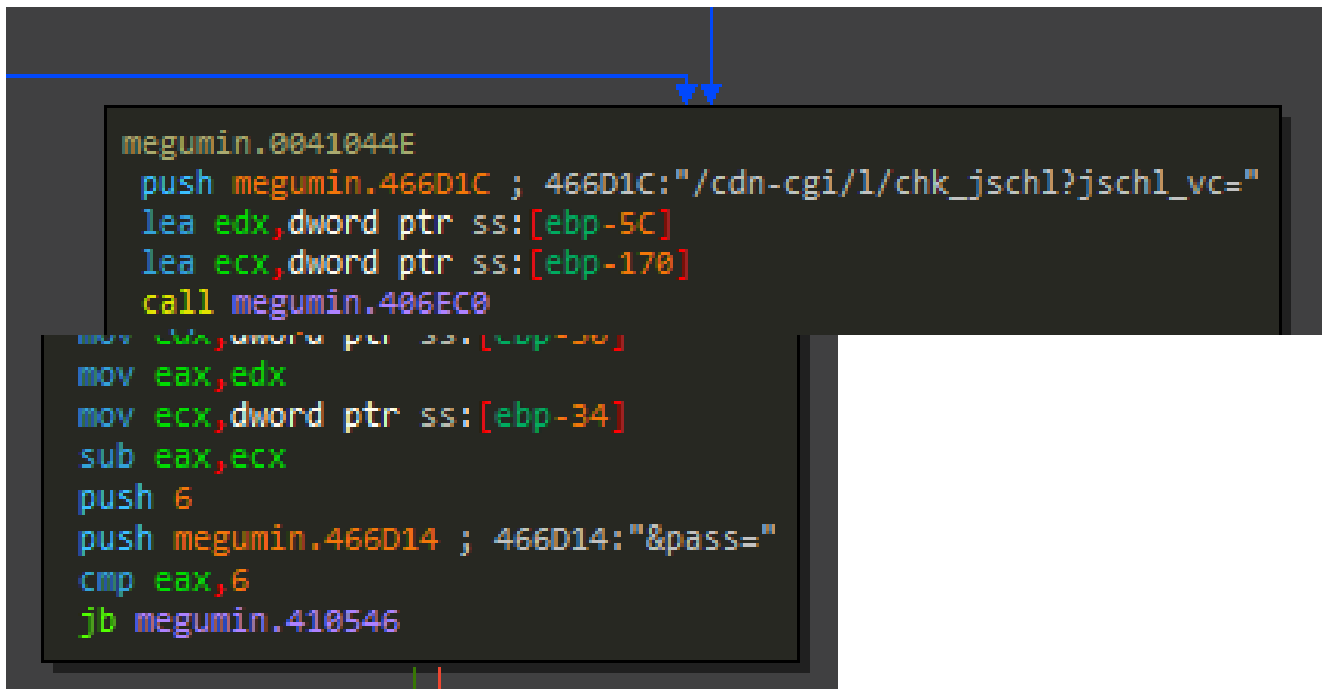 megumin.0041044E
push megumin.466D1C ; 466D1C:"/cdn-cgi/l/chk_jschl?jschl_vc="
lea edx,dword ptr ss:[ebp-5C]
lea ecx,dword ptr ss:[ebp-170]
call megumin.406EC0
mov eax,edx
mov ecx,dword ptr ss:[ebp-34]
sub eax,ecx
push 6
push megumin.466D14 ; 466D14:"&pass="
cmp eax,6
jb megumin.410546